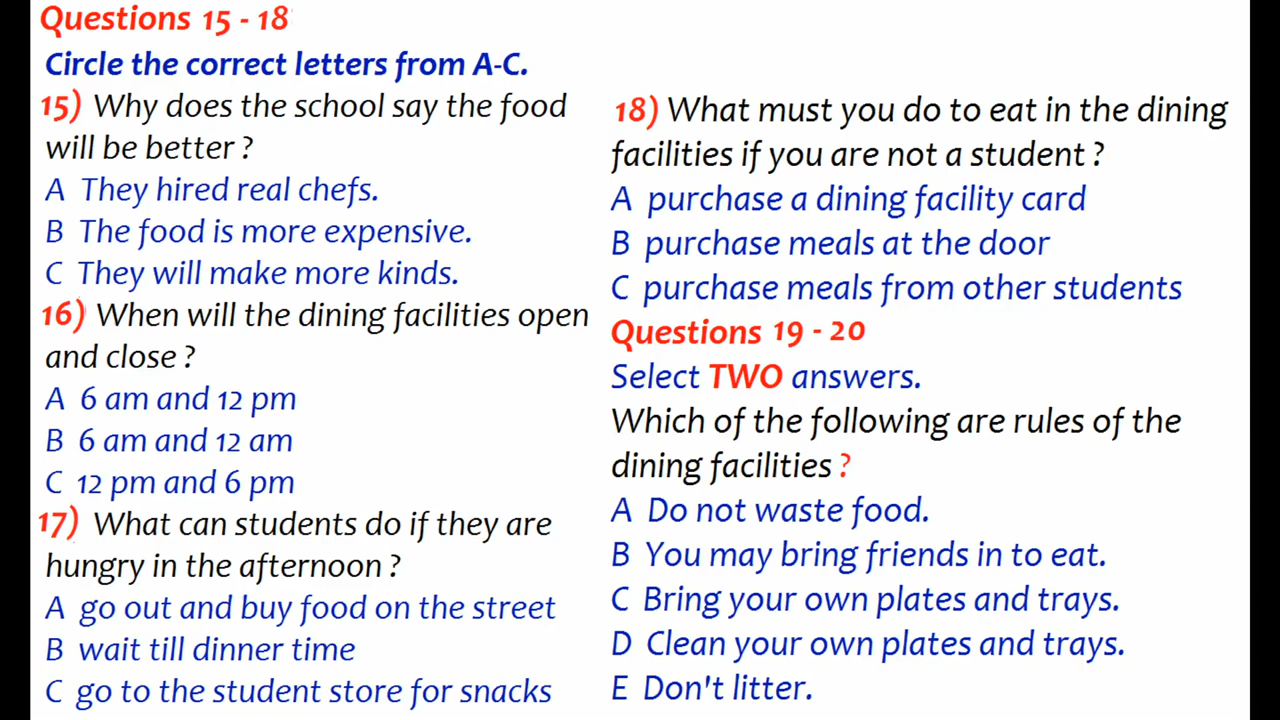 Questions 15 - 18
Circle the correct letters from A-C.
15) Why does the school say the food
will be better ?
A They hired real chefs.
B The food is more expensive.
C They will make more kinds.
16) When will the dining facilities open
and close ?
A 6 am and 12 pm
B 6 am and 12 am
C 12 pm and 6 pm
17) What can students do if they are
hungry in the afternoon ?
A go out and buy food on the street
B wait till dinner time
C go to the student store for snacks
18) What must you do to eat in the dining
facilities if you are not a student ?
A purchase a dining facility card
B purchase meals at the door
C purchase meals from other students
Questions 19 - 20
Select TWO answers.
Which of the following are rules of the
dining facilities ?
A Do not waste food.
B You may bring friends in to eat.
C Bring your own plates and trays.
D Clean your own plates and trays.
E Don't litter.